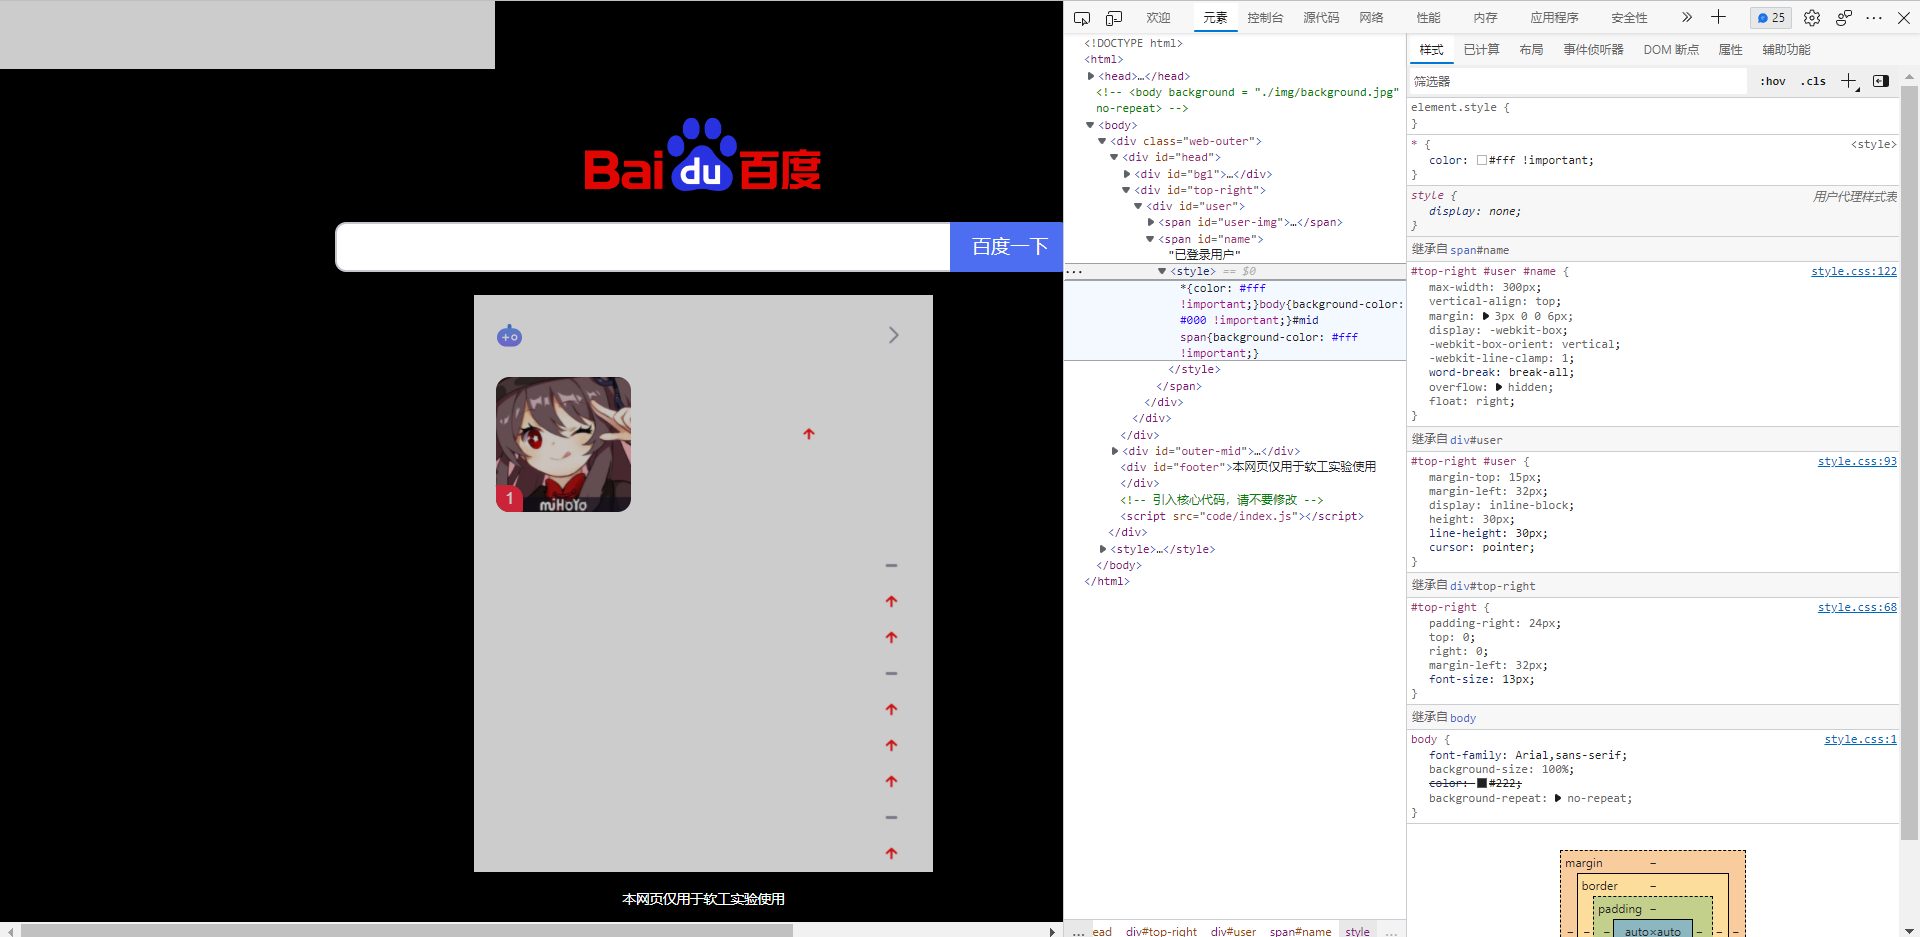 Baidu百度
百度一下
1
miHoYo
本网页仅用于软工实验使用
欢迎 元素 控制台 源代码 网络 性能 内存 应用程序 安全性 25
<!DOCTYPE html>
<html>
<head>…</head>
<!-- <body background = "./img/background.jpg"
no-repeat> -->
<body>
<div class="web-outer">
<div id="head">
<div id="bg1">…</div>
<div id="top-right">
<div id="user">
<span id="user-img">…</span>
<span id="name">
"已登录用户"
... <style> == $0
*{color: #fff
!important;}body{background-color:
#000 !important;}#mid
span{background-color: #fff
!important;}
</style>
</span>
</div>
</div>
</div>
<div id="outer-mid">…</div>
<div id="footer">本网页仅用于软工实验使用
</div>
<!-- 引入核心代码，请不要修改 -->
<script src="code/index.js"></script>
</div>
<style>…</style>
</body>
</html>
... ead div#top-right div#user span#name style ...
样式 已计算 布局 事件侦听器 DOM 断点 属性 辅助功能
筛选器 :hov .cls
element.style {
}
* { <style>
color: #fff !important;
}
style { 用户代理样式表
display: none;
}
继承自 span#name
#top-right #user #name { style.css:122
max-width: 300px;
vertical-align: top;
margin: 3px 0 0 6px;
display: -webkit-box;
-webkit-box-orient: vertical;
-webkit-line-clamp: 1;
word-break: break-all;
overflow: hidden;
float: right;
}
继承自 div#user
#top-right #user { style.css:93
margin-top: 15px;
margin-left: 32px;
display: inline-block;
height: 30px;
line-height: 30px;
cursor: pointer;
}
继承自 div#top-right
#top-right { style.css:68
padding-right: 24px;
top: 0;
right: 0;
margin-left: 32px;
font-size: 13px;
}
继承自 body
body { style.css:1
font-family: Arial,sans-serif;
background-size: 100%;
color: #222;
background-repeat: no-repeat;
}
margin –
border –
padding –
– – – auto×auto – – –